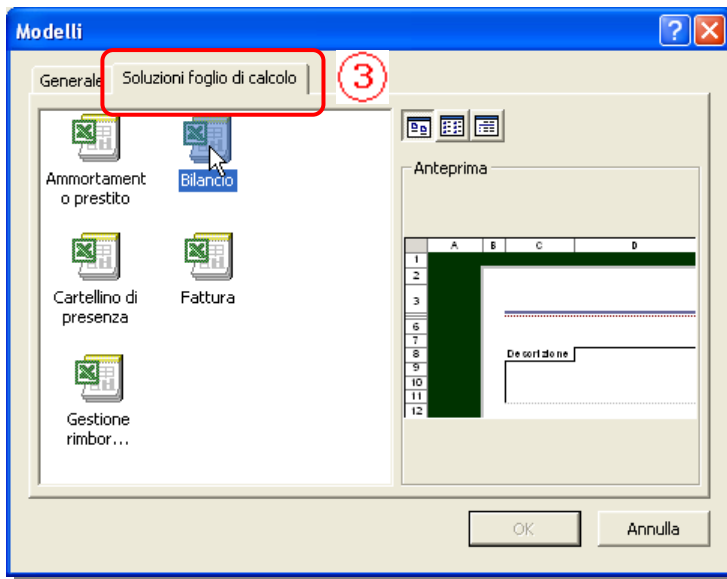 Modelli
Generale
Soluzioni foglio di calcolo
3
Ammortament
o prestito
Bilancio
Cartellino di
presenza
Fattura
Gestione
rimbor...
Anteprima
A B C D
1
2
3
6
7
8 Descrizione
9
10
11
12
OK
Annulla